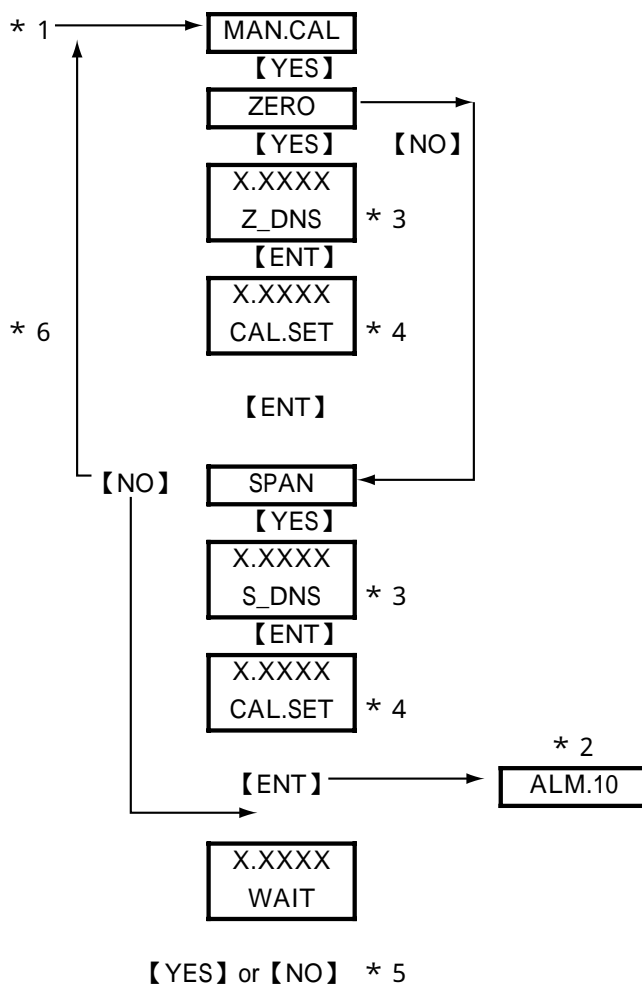 * 1 MAN.CAL
【YES】
ZERO
【YES】 【NO】
X.XXXX
Z_DNS * 3
【ENT】
X.XXXX
* 6 CAL.SET * 4
【ENT】
【NO】 SPAN
【YES】
X.XXXX
S_DNS * 3
【ENT】
X.XXXX
CAL.SET * 4
* 2
【ENT】 ALM.10
X.XXXX
WAIT
【YES】or【NO】 * 5